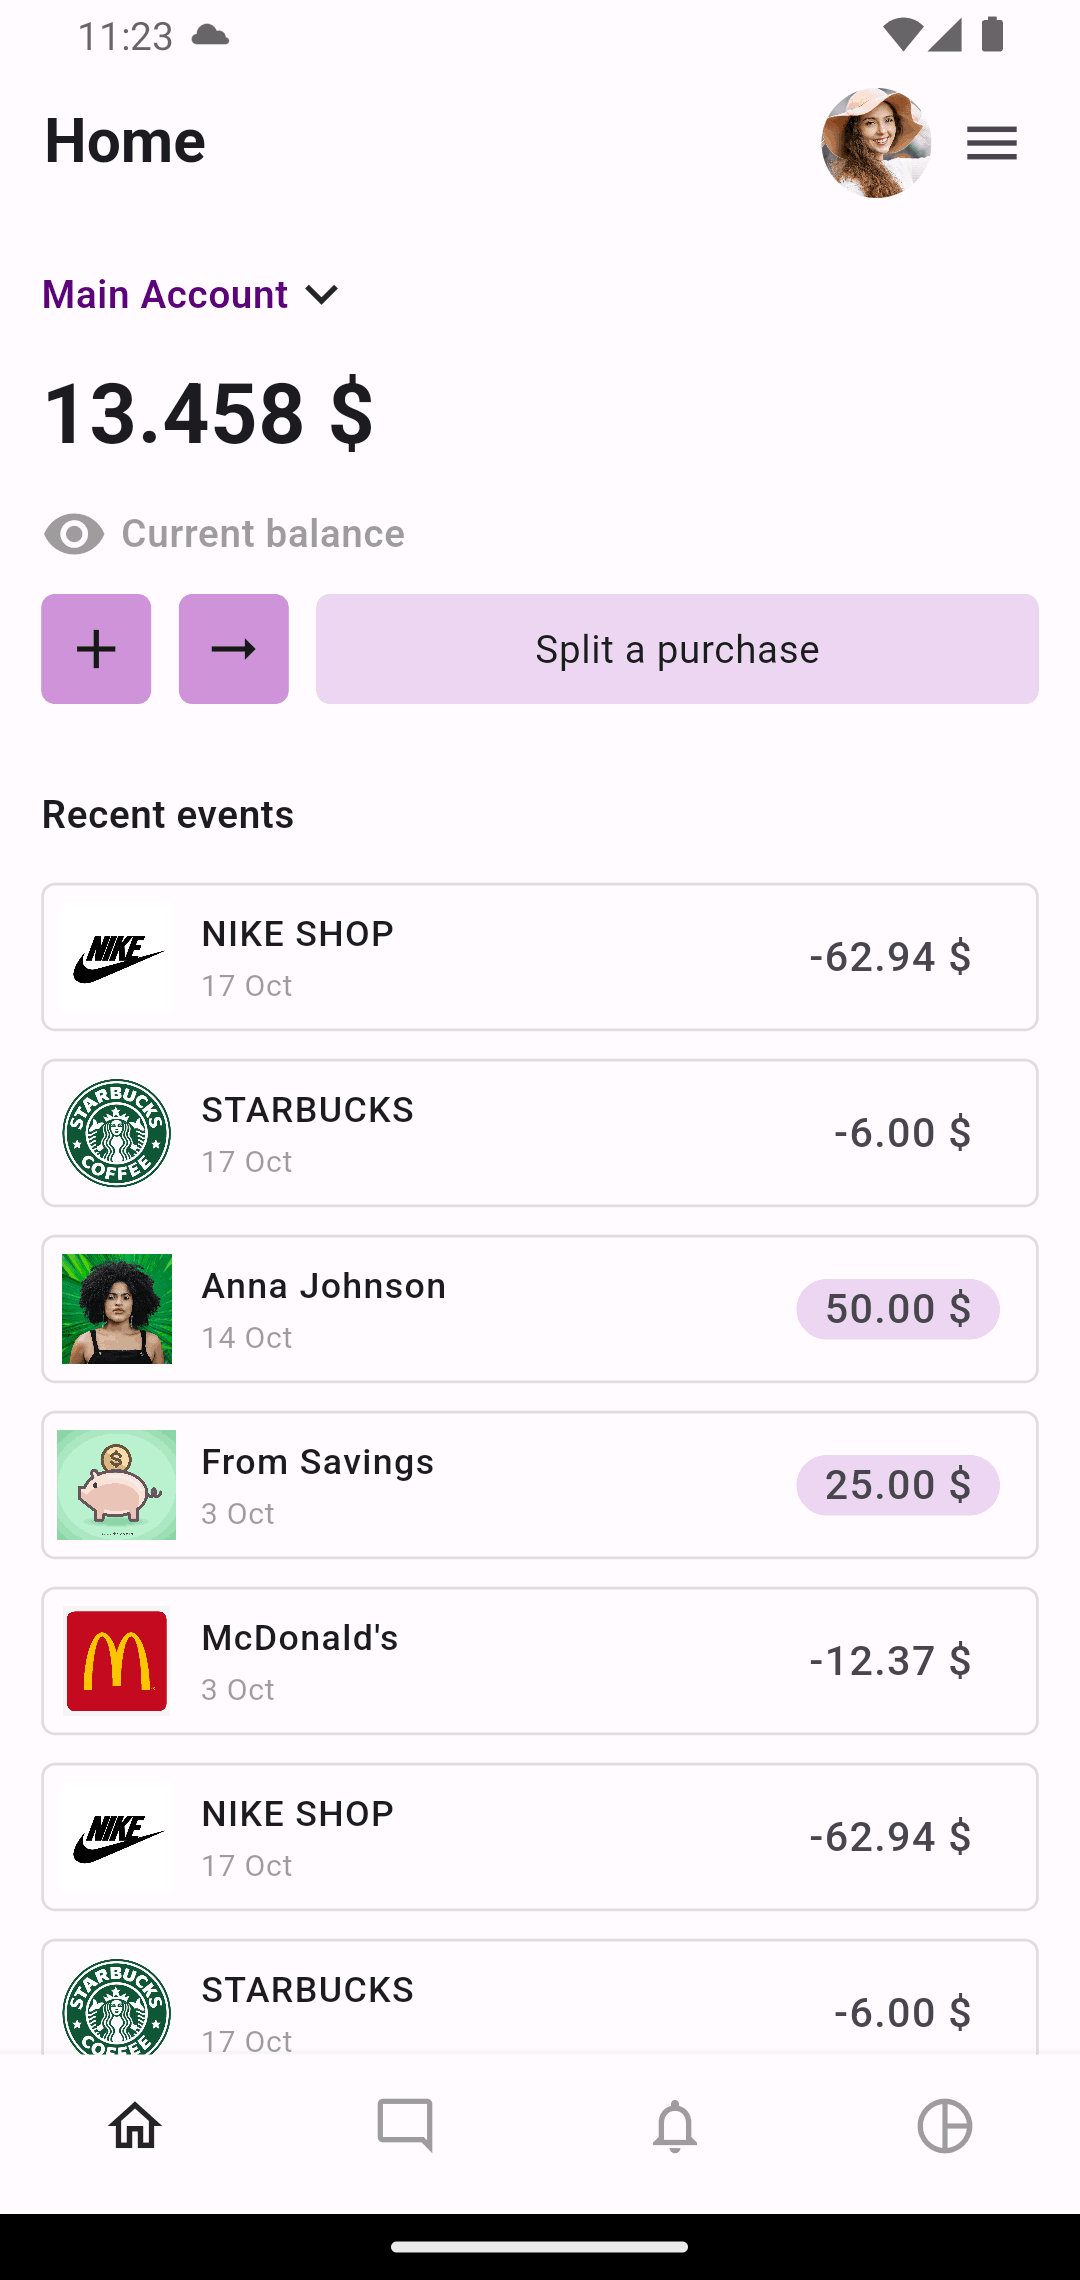 11:23
Home
Main Account
13.458 $
Current balance
Split a purchase
Recent events
NIKE
NIKE SHOP
17 Oct
-62.94 $
STARBUCKS
COFFEE
STARBUCKS
17 Oct
-6.00 $
Anna Johnson
14 Oct
50.00 $
$
From Savings
3 Oct
25.00 $
McDonald's
3 Oct
-12.37 $
NIKE
NIKE SHOP
17 Oct
-62.94 $
STARBUCKS
COFFEE
STARBUCKS
17 Oct
-6.00 $